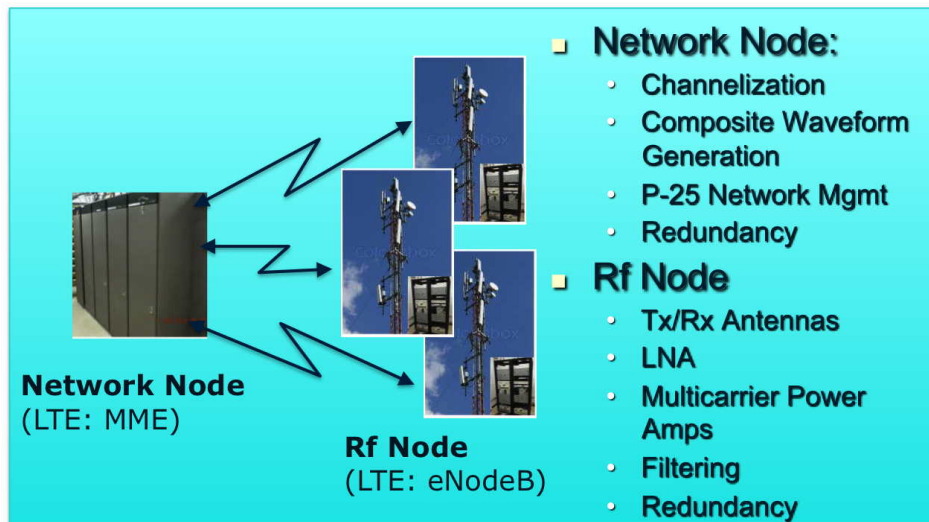 Network Node
(LTE: MME)
Rf Node
(LTE: eNodeB)
Network Node:
Channelization
Composite Waveform
Generation
P-25 Network Mgmt
Redundancy
Rf Node
Tx/Rx Antennas
LNA
Multicarrier Power
Amps
Filtering
Redundancy